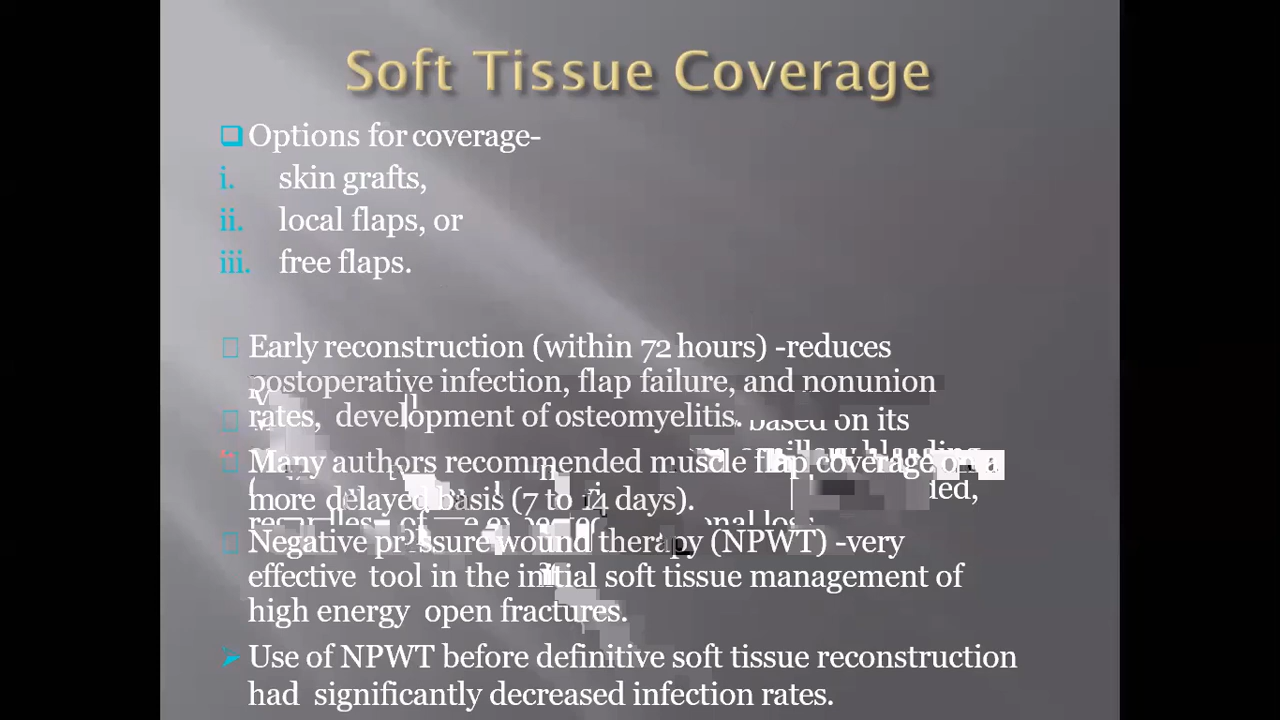 Soft Tissue Coverage
Options for coverage-
i. skin grafts,
ii. local flaps, or
iii. free flaps.
Early reconstruction (within 72 hours) -reduces
postoperative infection, flap failure, and nonunion
rates, development of osteomyelitis.
based on its
Many authors recommended muscle flap coverage on a
more delayed basis (7 to 14 days).
Negative pressure wound therapy (NPWT) -very
effective tool in the initial soft tissue management of
high energy open fractures.
Use of NPWT before definitive soft tissue reconstruction
had significantly decreased infection rates.